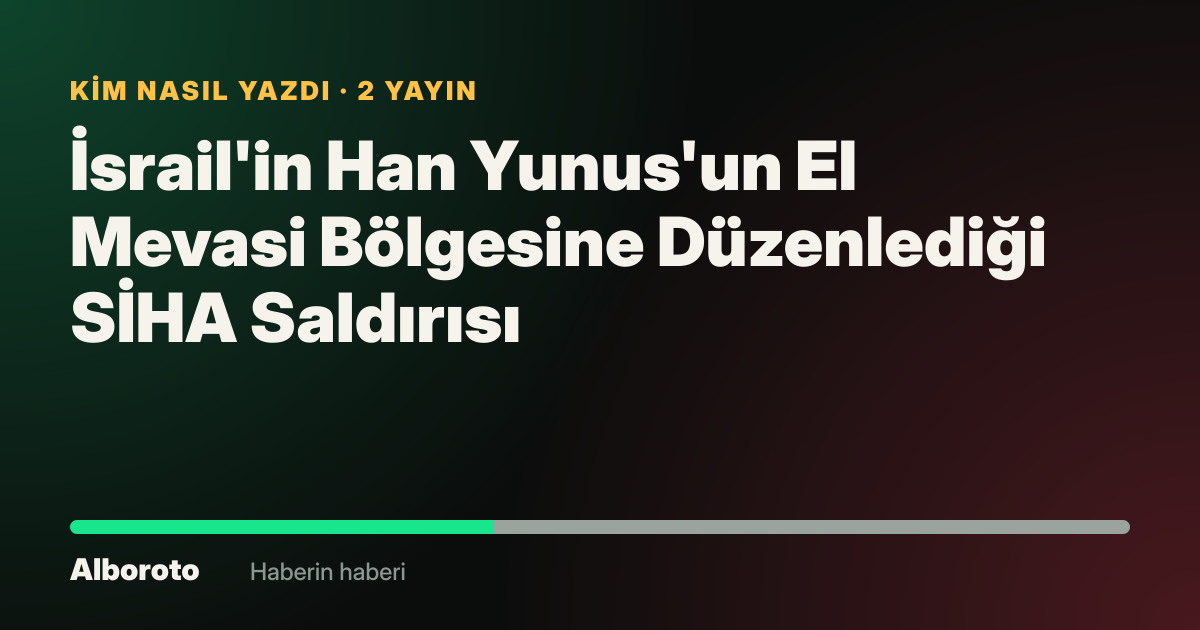 KİM NASIL YAZDI · 2 YAYIN
İsrail'in Han Yunus'un El
Mevasi Bölgesine Düzenlediği
SİHA Saldırısı
Alboroto Haberin haberi